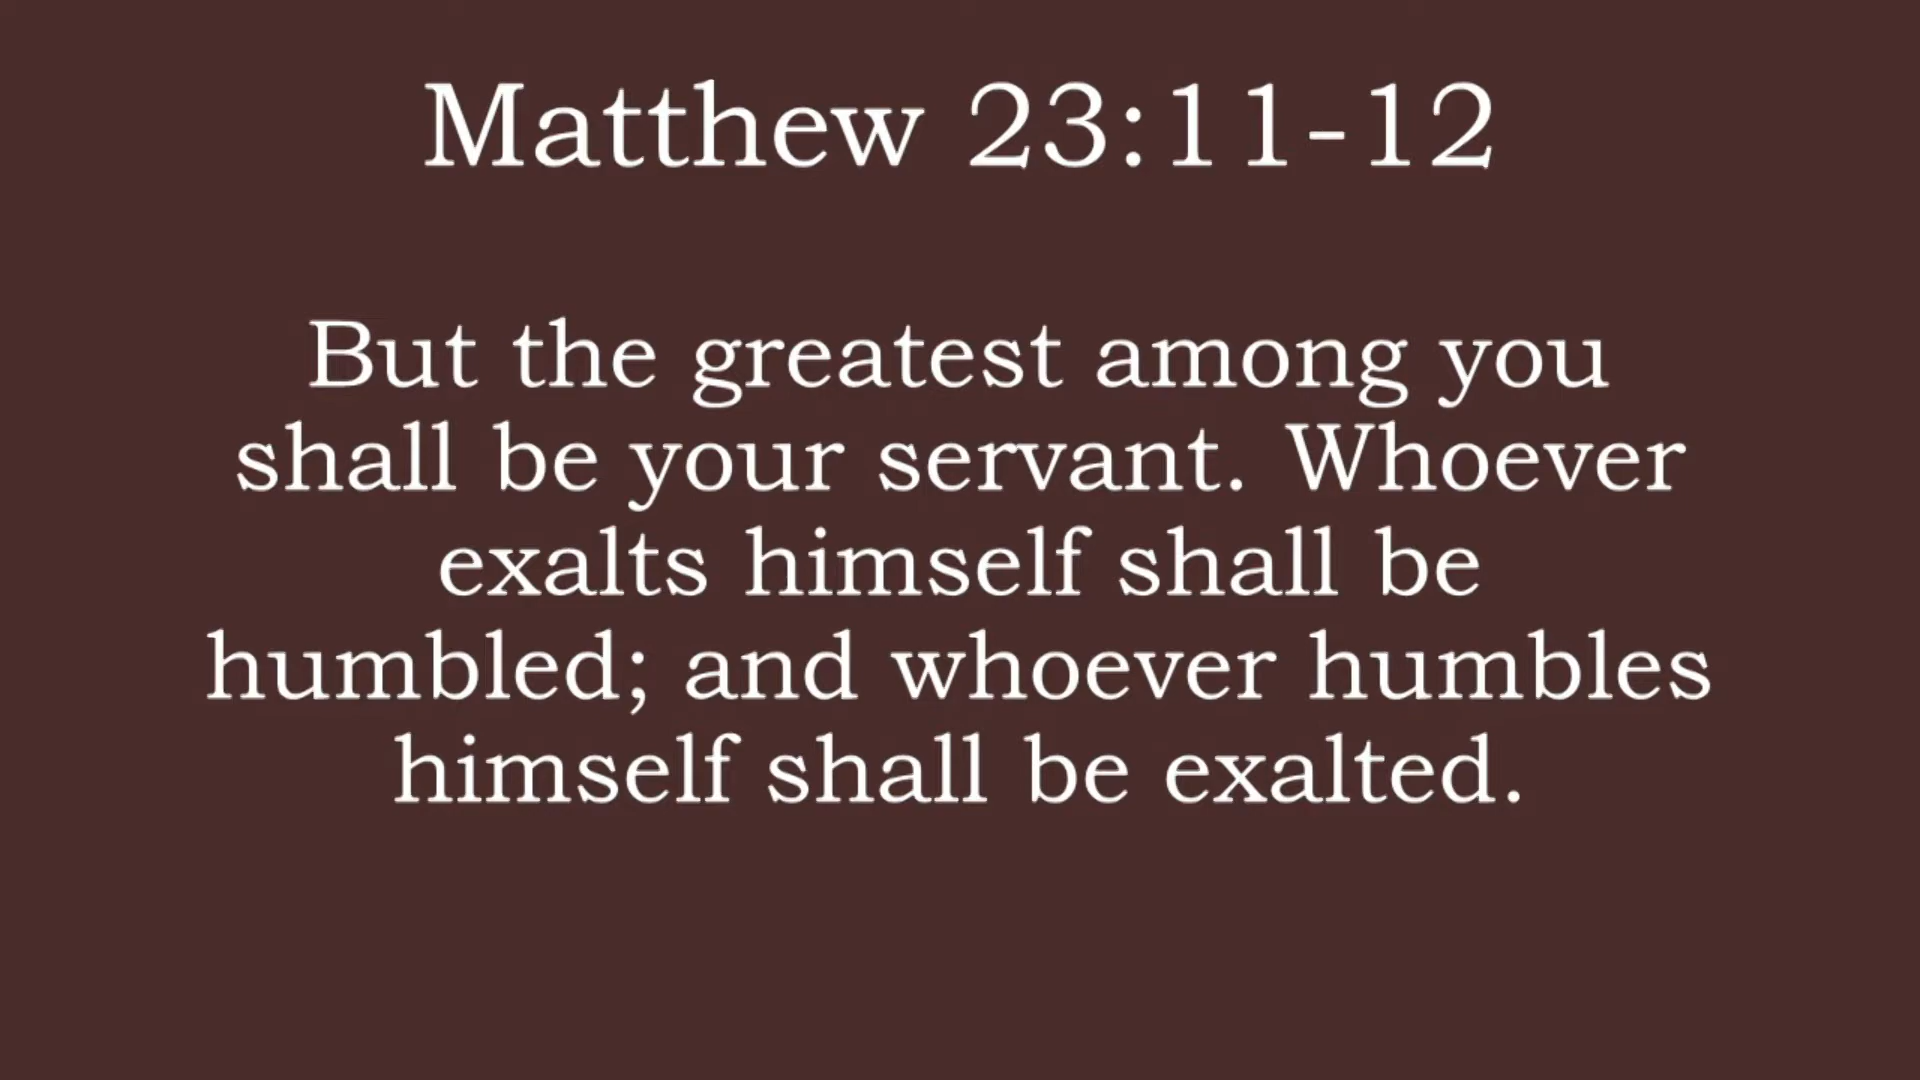 Matthew 23:11-12
But the greatest among you
shall be your servant. Whoever
exalts himself shall be
humbled; and whoever humbles
himself shall be exalted.